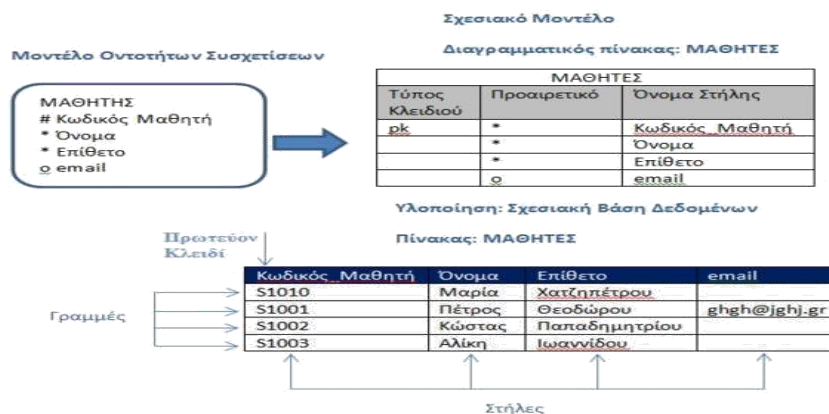 Σχεσιακό Μοντέλο
Μοντέλο Οντοτήτων Συσχετίσεων
Διαγραμματικός πίνακας: ΜΑΘΗΤΕΣ
ΜΑΘΗΤΗΣ
# Κωδικός_Μαθητή
* Όνομα
* Επίθετο
o email
ΜΑΘΗΤΕΣ
Τύπος Κλειδιού Προαιρετικό Όνομα Στήλης
pk * Κωδικός_Μαθητή
* Όνομα
* Επίθετο
o email
Υλοποίηση: Σχεσιακή Βάση Δεδομένων
Πρωτεύον
Κλειδί
Πίνακας: ΜΑΘΗΤΕΣ
Κωδικός_Μαθητή Όνομα Επίθετο email
S1010 Μαρία Χατζηπέτρου
S1001 Πέτρος Θεοδώρου ghgh@jghj.gr
S1002 Κώστας Παπαδημητρίου
S1003 Αλίκη Ιωαννίδου
Γραμμές
Στήλες